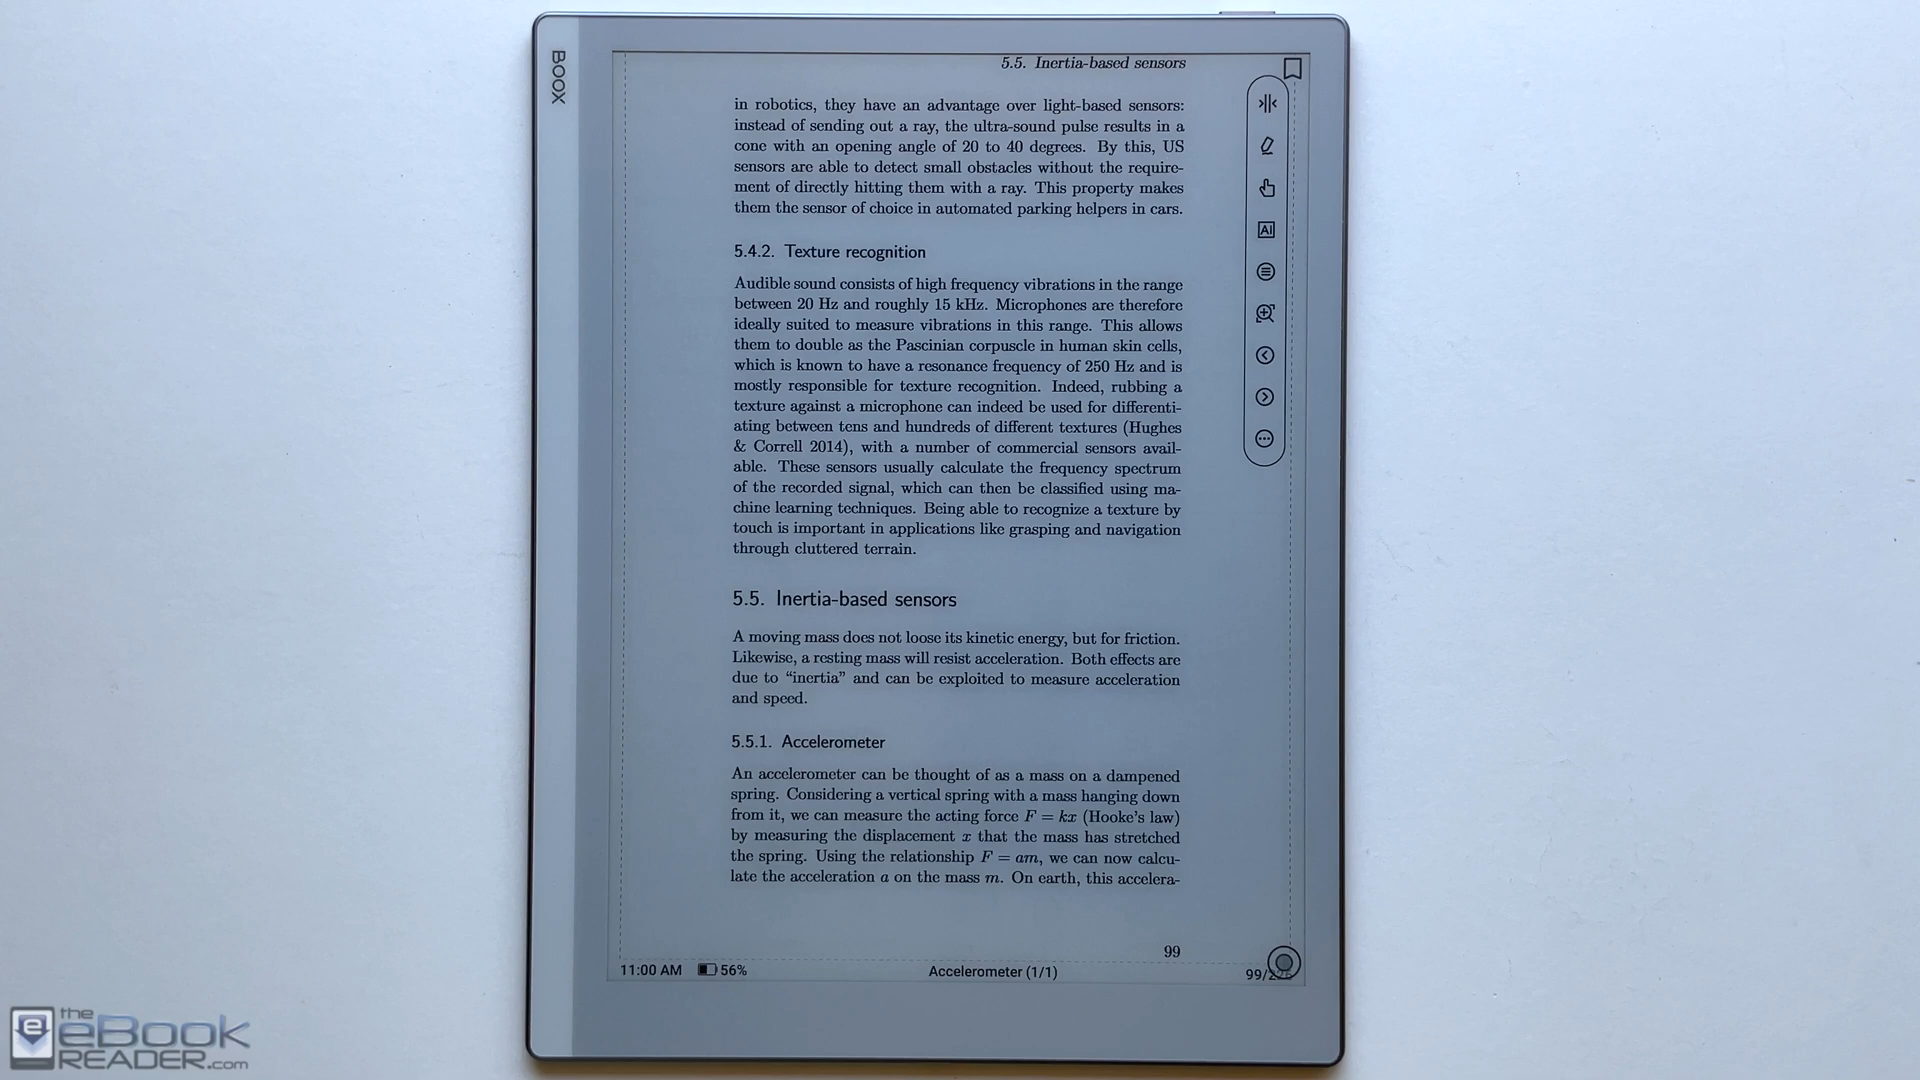 BOOX
5.5. Inertia-based sensors
in robotics, they have an advantage over light-based sensors:
instead of sending out a ray, the ultra-sound pulse results in a
cone with an opening angle of 20 to 40 degrees. By this, US
sensors are able to detect small obstacles without the require-
ment of directly hitting them with a ray. This property makes
them the sensor of choice in automated parking helpers in cars.
5.4.2. Texture recognition
Audible sound consists of high frequency vibrations in the range
between 20 Hz and roughly 15 kHz. Microphones are therefore
ideally suited to measure vibrations in this range. This allows
them to double as the Pascinian corpuscle in human skin cells,
which is known to have a resonance frequency of 250 Hz and is
mostly responsible for texture recognition. Indeed, rubbing a
texture against a microphone can indeed be used for differenti-
ating between tens and hundreds of different textures (Hughes
& Correll 2014), with a number of commercial sensors avail-
able. These sensors usually calculate the frequency spectrum
of the recorded signal, which can then be classified using ma-
chine learning techniques. Being able to recognize a texture by
touch is important in applications like grasping and navigation
through cluttered terrain.
5.5. Inertia-based sensors
A moving mass does not loose its kinetic energy, but for friction.
Likewise, a resting mass will resist acceleration. Both effects are
due to “inertia” and can be exploited to measure acceleration
and speed.
5.5.1. Accelerometer
An accelerometer can be thought of as a mass on a dampened
spring. Considering a vertical spring with a mass hanging down
from it, we can measure the acting force F = kx (Hooke's law)
by measuring the displacement x that the mass has stretched
the spring. Using the relationship F = am, we can now calcu-
late the acceleration a on the mass m. On earth, this accelera-
99
11:00 AM 56% Accelerometer (1/1)
AI
the
eBook
READER.com